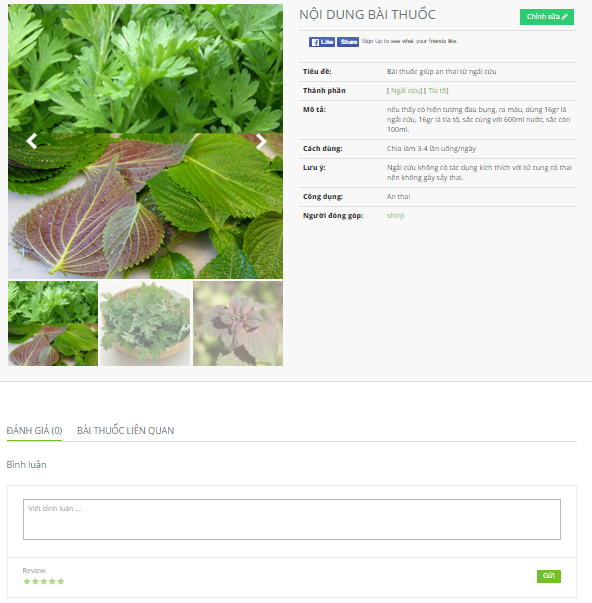 NỘI DUNG BÀI THUỐC
Chỉnh sửa
Like Share Sign Up to see what your friends like.
Tiêu đề: Bài thuốc giúp an thai từ ngải cứu
Thành phần [ Ngải cứu] [ Tía tô]
Mô tả: nếu thấy có hiện tượng đau bụng, ra máu, dùng 16gr lá
ngải cứu, 16gr lá tía tô, sắc cùng với 600ml nước, sắc còn
100ml.
Cách dùng: Chia làm 3-4 lần uống/ngày
Lưu ý: Ngải cứu không có tác dụng kích thích với tử cung có thai
nên không gây sảy thai.
Công dụng: An thai
Người đóng góp: shinji
ĐÁNH GIÁ (0) BÀI THUỐC LIÊN QUAN
Bình luận
Viết bình luận ...
Review
Gửi